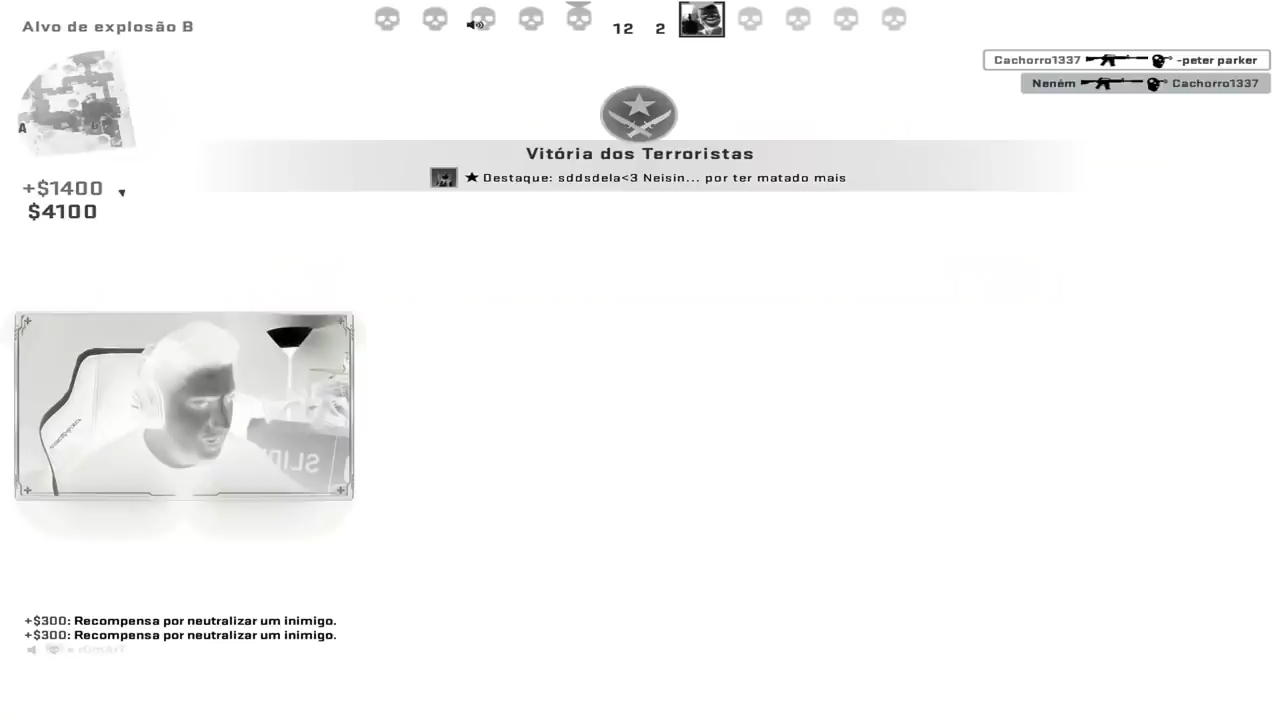 Alvo de explosão B
12 2
Cachorro1337 -peter parker
Neném Cachorro1337
A
Vitória dos Terroristas
Destaque: sddsdela<3 Neisin... por ter matado mais
+$1400
$4100
+$300: Recompensa por neutralizar um inimigo.
+$300: Recompensa por neutralizar um inimigo.